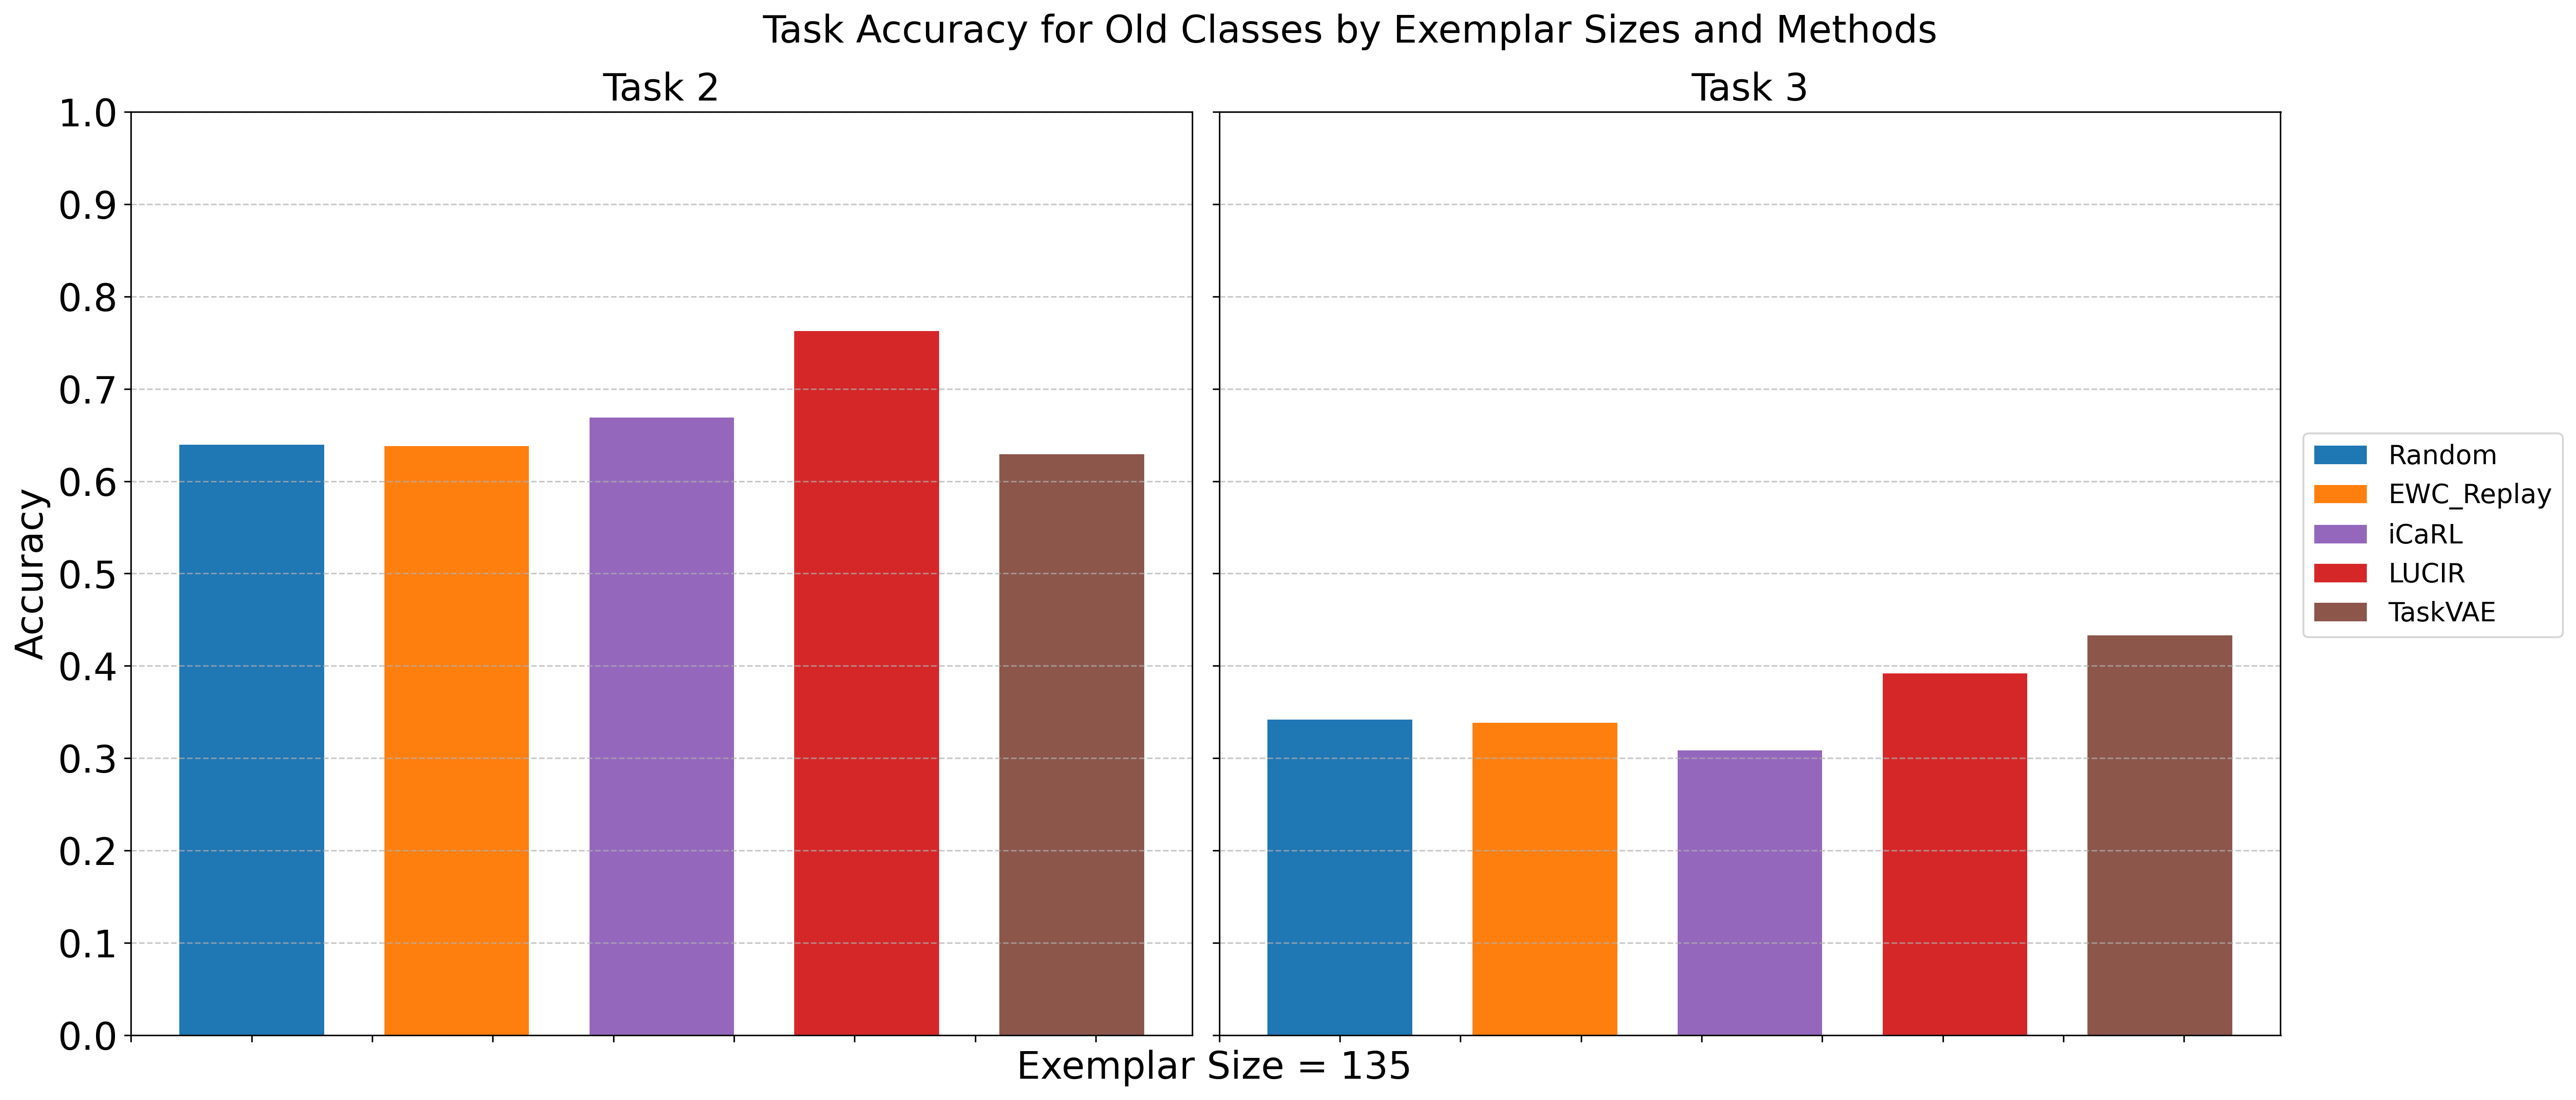 Task Accuracy for Old Classes by Exemplar Sizes and Methods
Task 2
Task 3
1.0
0.9
0.8
0.7
0.6
0.5
0.4
0.3
0.2
0.1
0.0
Accuracy
Exemplar Size = 135
Random
EWC_Replay
iCaRL
LUCIR
TaskVAE